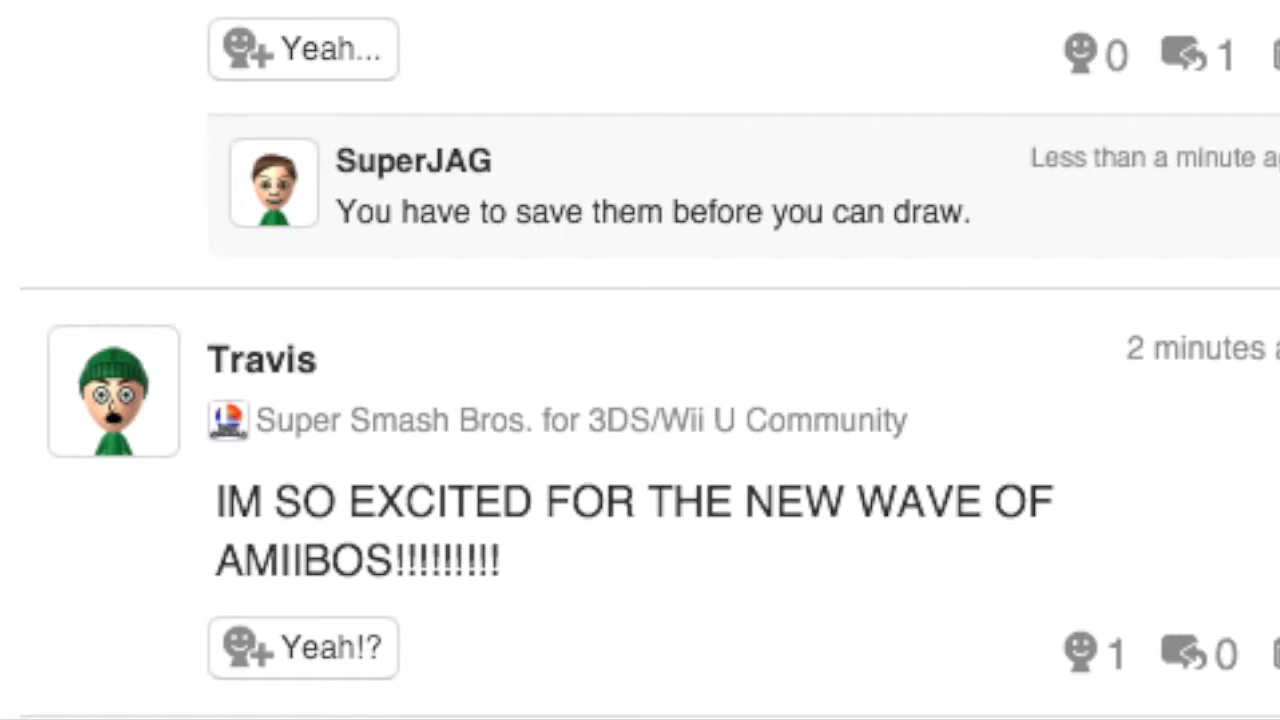 Yeah...
0 1
SuperJAG
Less than a minute a
You have to save them before you can draw.
Travis
2 minutes a
Super Smash Bros. for 3DS/Wii U Community
IM SO EXCITED FOR THE NEW WAVE OF
AMIIBOS!!!!!!!!!
Yeah!?
1 0